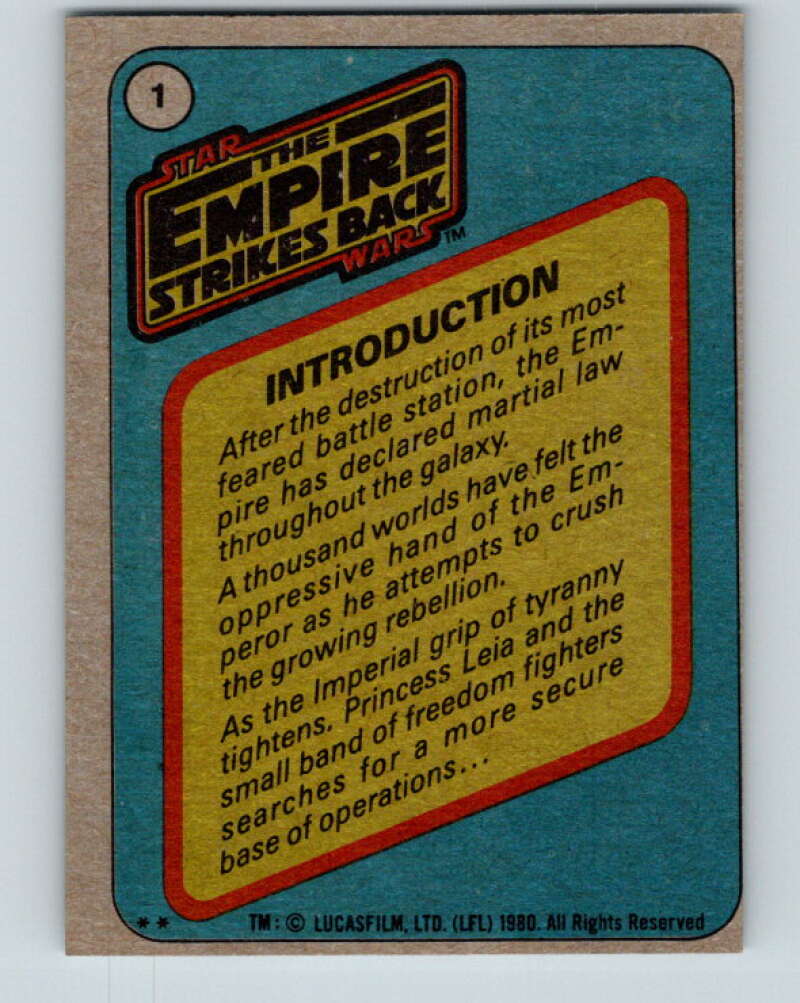 1
STAR
THE
EMPIRE
STRIKES BACK
WARS™
INTRODUCTION
After the destruction of its most
feared battle station, the Em-
pire has declared martial law
throughout the galaxy.
A thousand worlds have felt the
oppressive hand of the Em-
peror as he attempts to crush
the growing rebellion.
As the Imperial grip of tyranny
tightens. Princess Leia and the
small band of freedom fighters
searches for a more secure
base of operations...
** TM: © LUCASFILM, LTD. (LFL) 1980. All Rights Reserved